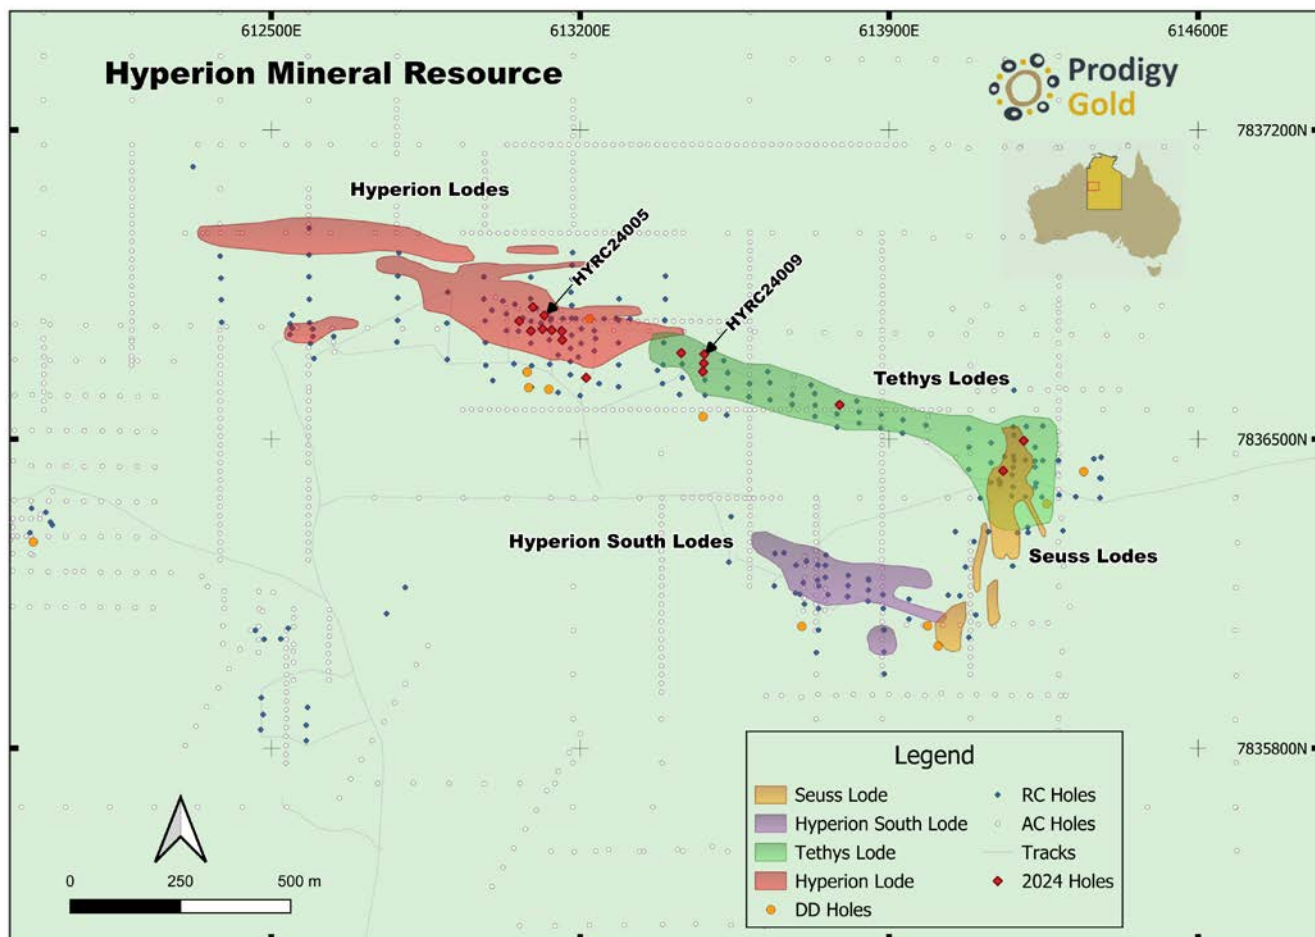 612500E
613200E
613900E
614600E
Hyperion Mineral Resource
Prodigy
Gold
7837200N
Hyperion Lodes
HYRC24005
HYRC24009
Tethys Lodes
7836500N
Hyperion South Lodes
Seuss Lodes
7835800N
Legend
Seuss Lode
Hyperion South Lode
Tethys Lode
Hyperion Lode
DD Holes
RC Holes
AC Holes
Tracks
2024 Holes
0
250
500 m